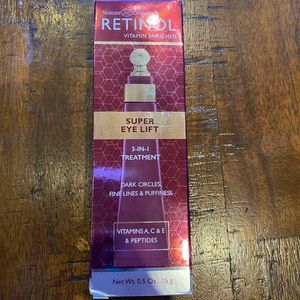 Skincare
RETINOL
VITAMIN ENRICHED
SUPER
EYE LIFT
3-IN-1
TREATMENT
DARK CIRCLES,
FINE LINES & PUFFINESS
VITAMINS A, C & E
& PEPTIDES
Net Wt. 0.5 Oz. 15 g